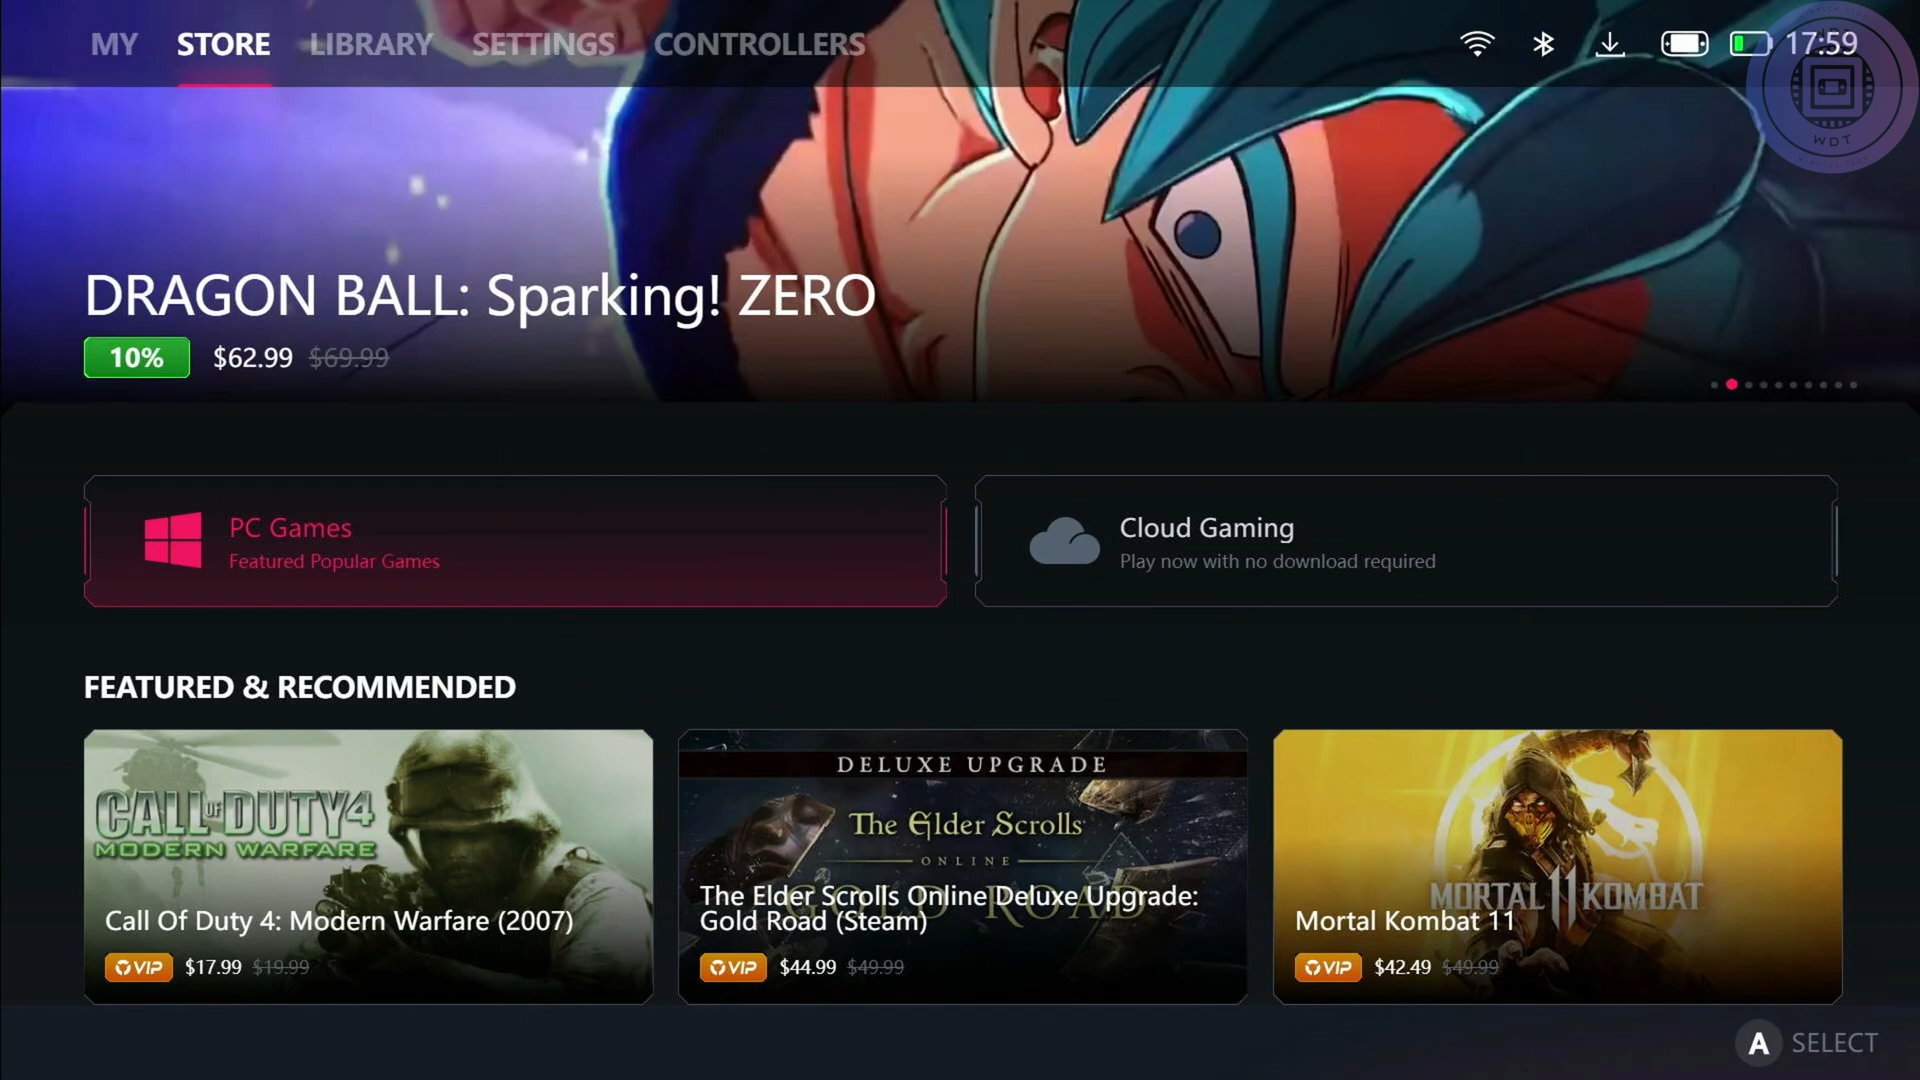 MY
STORE
LIBRARY
SETTINGS
CONTROLLERS
17:59
WDT
DRAGON BALL: Sparking! ZERO
10%
$62.99
$69.99
PC Games
Featured Popular Games
Cloud Gaming
Play now with no download required
FEATURED & RECOMMENDED
CALL OF DUTY 4
MODERN WARFARE
Call Of Duty 4: Modern Warfare (2007)
VIP
$17.99
$19.99
DELUXE UPGRADE
The Elder Scrolls
ONLINE
GOLD ROAD
The Elder Scrolls Online Deluxe Upgrade:
Gold Road (Steam)
VIP
$44.99
$49.99
MORTAL 11 KOMBAT
Mortal Kombat 11
VIP
$42.49
$49.99
A SELECT